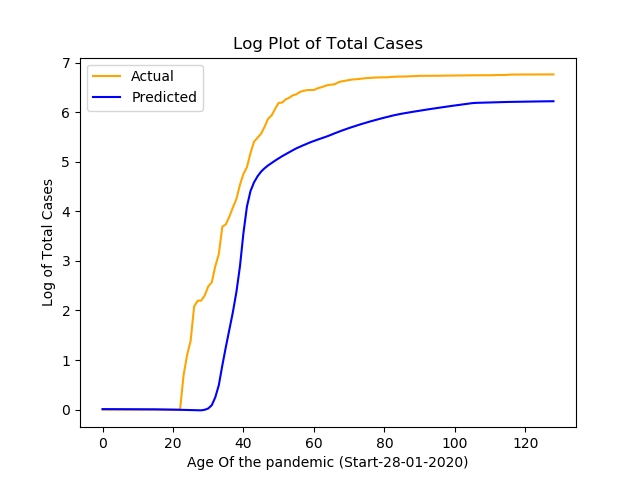 Log Plot of Total Cases
Actual
Predicted
7
6
5
4
3
2
1
0
Log of Total Cases
0 20 40 60 80 100 120
Age Of the pandemic (Start-28-01-2020)